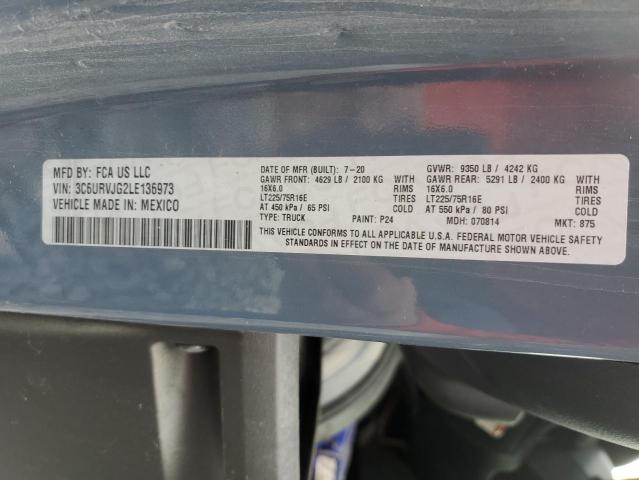 MFD BY: FCA US LLC
VIN: 3C6URVJG2LE136973
VEHICLE MADE IN: MEXICO
DATE OF MFR (BUILT): 7-20 GVWR: 9350 LB / 4242 KG
GAWR FRONT: 4629 LB / 2100 KG GAWR REAR: 5291 LB / 2400 KG
16X6.0 RIMS 16X6.0 RIMS
LT225/75R16E TIRES LT225/75R16E TIRES
AT 450 kPa / 65 PSI COLD AT 550 kPa / 80 PSI COLD
TYPE: TRUCK PAINT: P24 MDH: 070814 MKT: 875
THIS VEHICLE CONFORMS TO ALL APPLICABLE U.S.A. FEDERAL MOTOR VEHICLE SAFETY
STANDARDS IN EFFECT ON THE DATE OF MANUFACTURE SHOWN ABOVE.